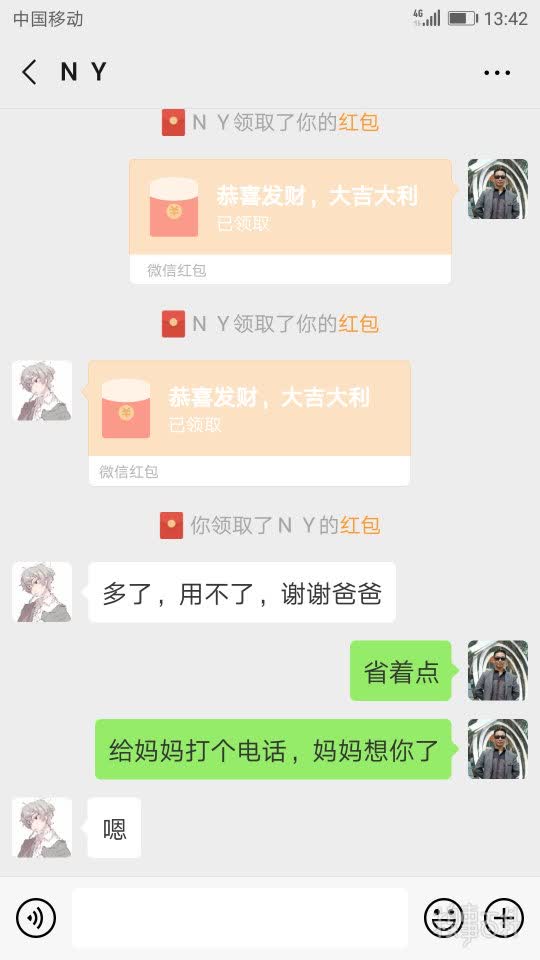 中国移动
4G
13:42
N Y
N Y领取了你的红包
恭喜发财，大吉大利
已领取
微信红包
N Y领取了你的红包
恭喜发财，大吉大利
已领取
微信红包
你领取了N Y的红包
多了，用不了，谢谢爸爸
省着点
给妈妈打个电话，妈妈想你了
嗯